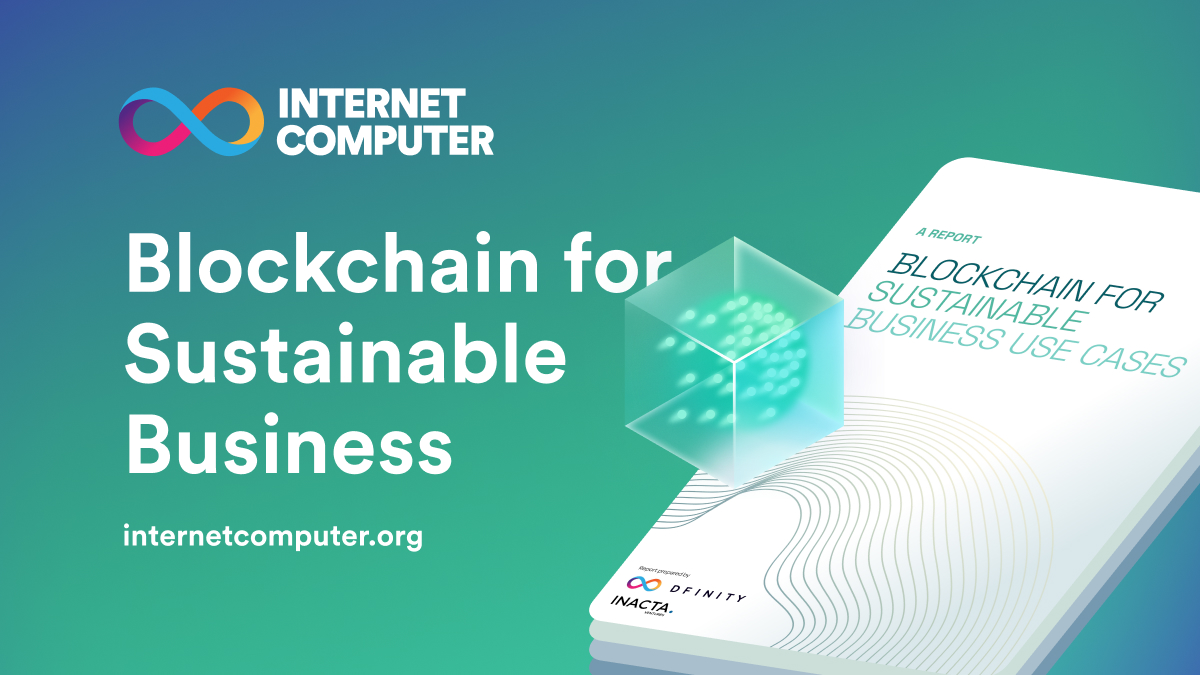 INTERNET
COMPUTER
Blockchain for
Sustainable
Business
internetcomputer.org
A REPORT
BLOCKCHAIN FOR
SUSTAINABLE
BUSINESS USE CASES
Report prepared by
DFINITY
INACTA
VENTURES